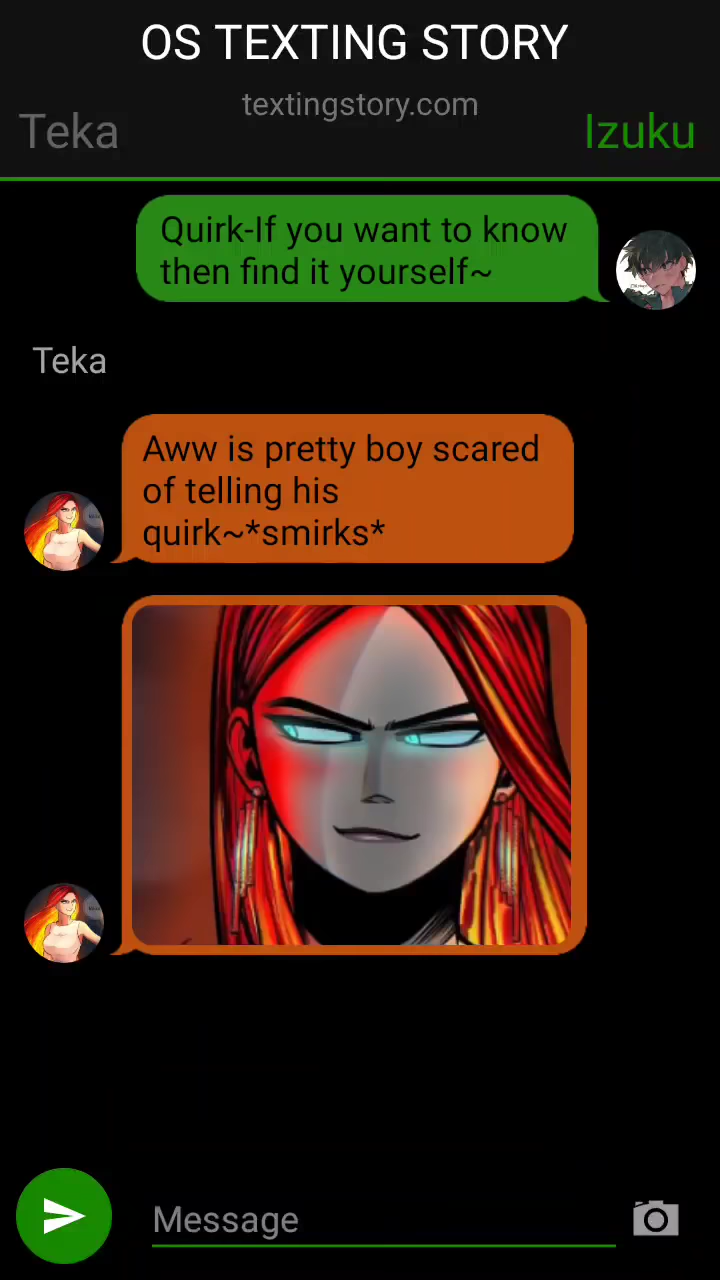 OS TEXTING STORY
textingstory.com
Teka
Izuku
Quirk-If you want to know
then find it yourself~
Teka
Aww is pretty boy scared
of telling his
quirk~*smirks*
Message